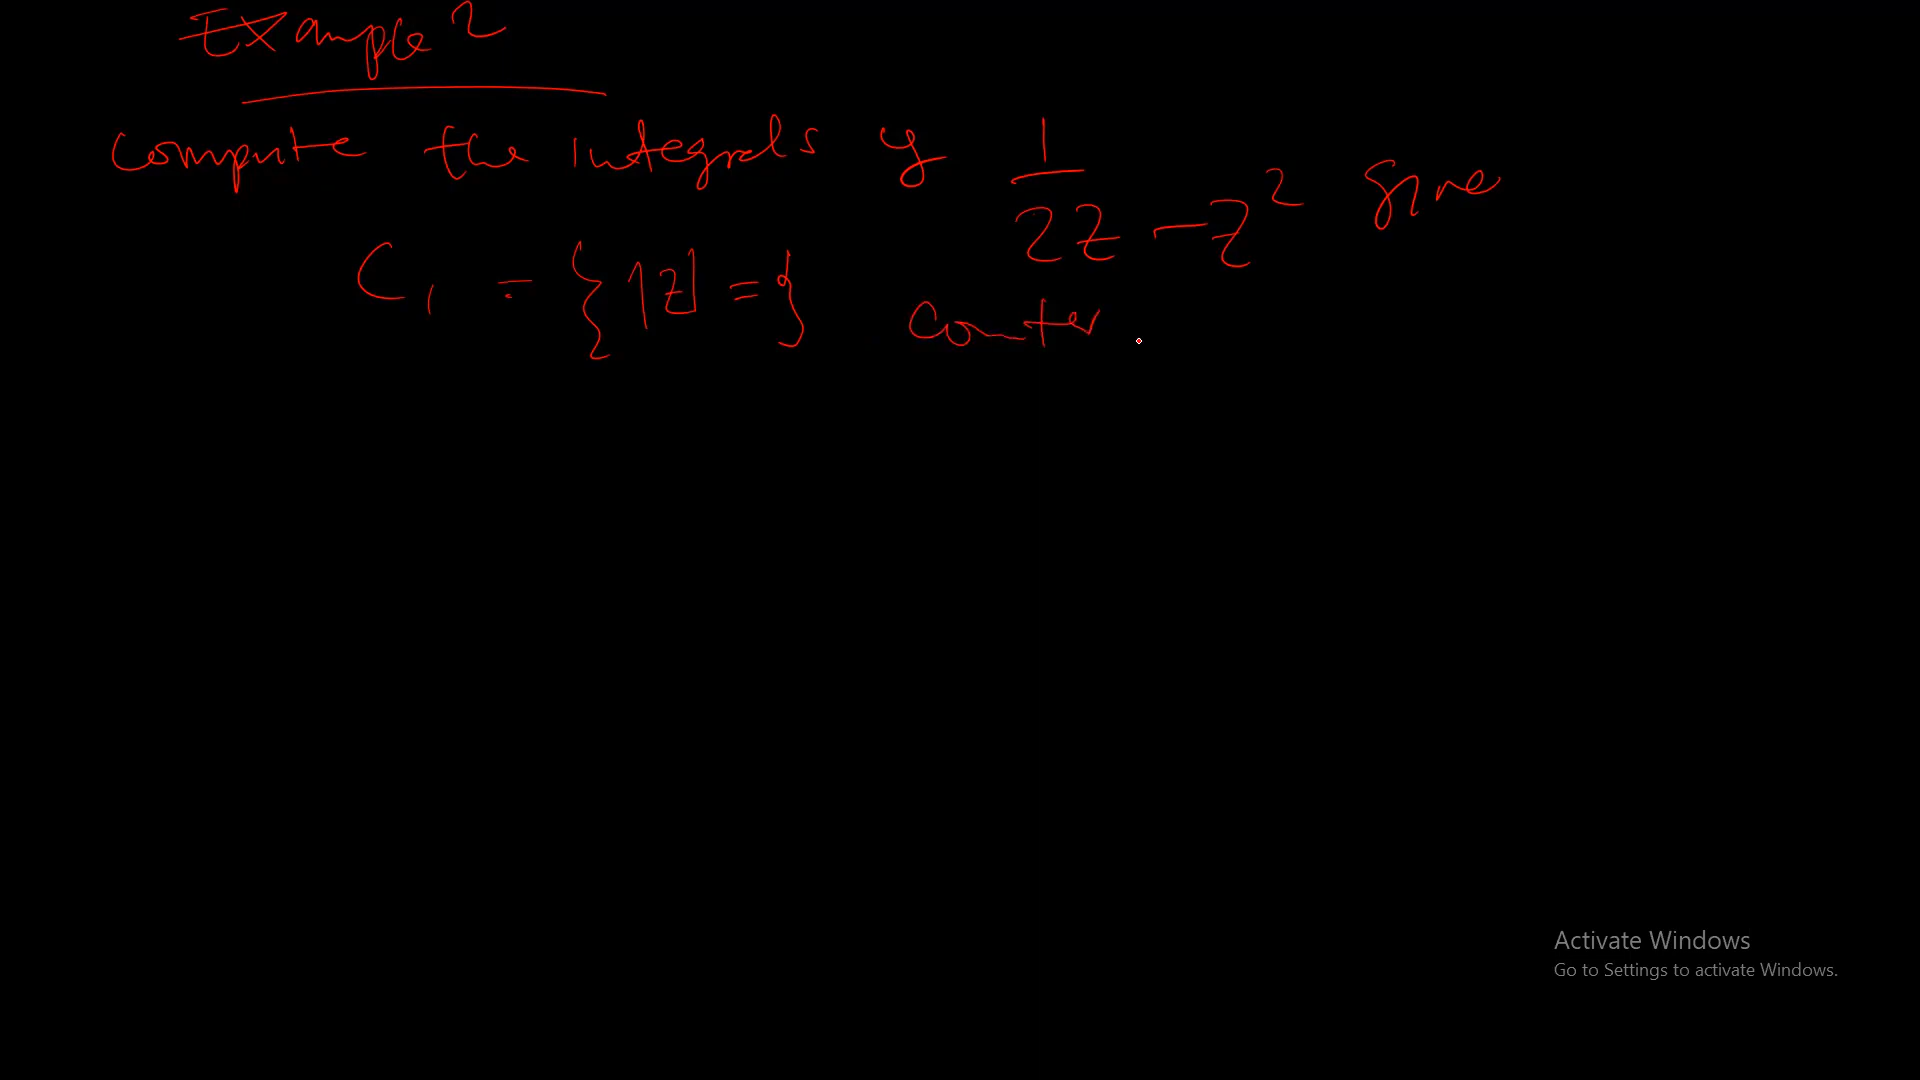 Example 2
compute the integrals of 1/2z - z² given
C₁ = {|z| = } counter
Activate Windows
Go to Settings to activate Windows.